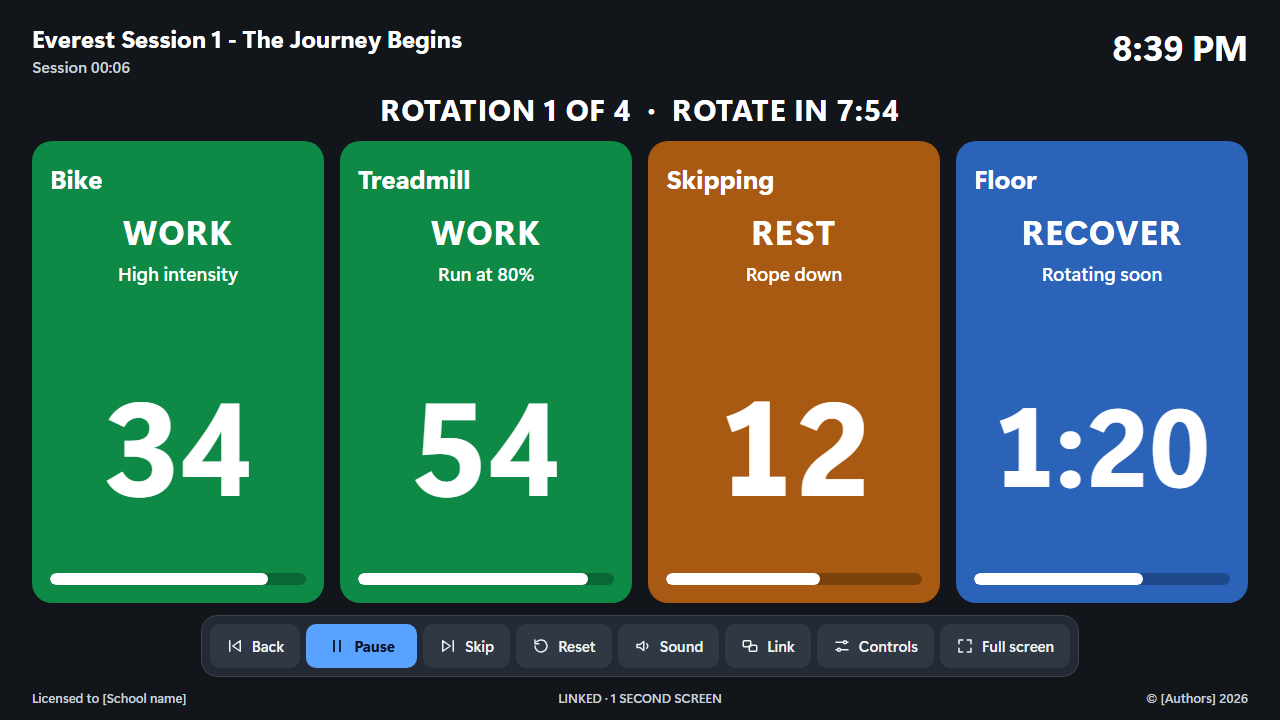 Everest Session 1 - The Journey Begins
Session 00:06
8:39 PM
ROTATION 1 OF 4 · ROTATE IN 7:54
Bike
WORK
High intensity
34
Treadmill
WORK
Run at 80%
54
Skipping
REST
Rope down
12
Floor
RECOVER
Rotating soon
1:20
Back
Pause
Skip
Reset
Sound
Link
Controls
Full screen
Licensed to [School name]
LINKED · 1 SECOND SCREEN
© [Authors] 2026